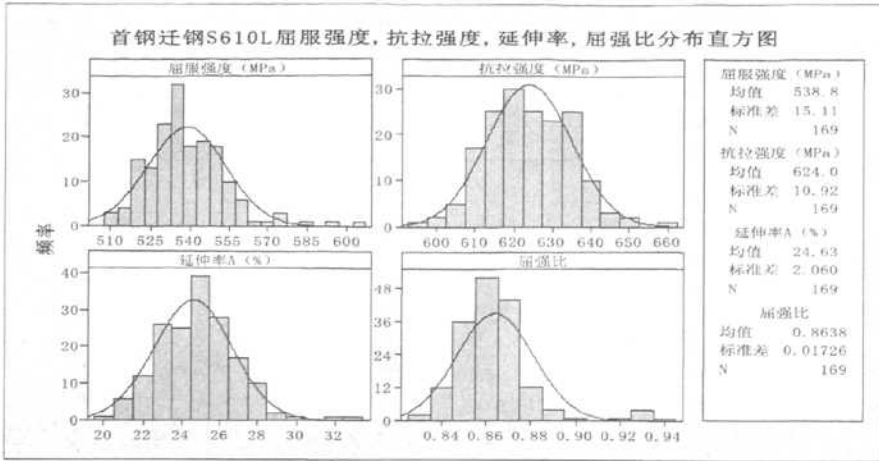 首钢迁钢S610L屈服强度,抗拉强度,延伸率,屈强比分布直方图
屈服强度 (MPa)
30
20
10
0
510 525 540 555 570 585 600
抗拉强度 (MPa)
30
20
10
0
600 610 620 630 640 650 660
频率
延伸率A (%)
40
30
20
10
0
20 22 24 26 28 30 32
屈强比
48
36
24
12
0
0.84 0.86 0.88 0.90 0.92 0.94
屈服强度 (MPa)
均值 538.8
标准差 15.11
N 169
抗拉强度 (MPa)
均值 624.0
标准差 10.92
N 169
延伸率A (%)
均值 24.63
标准差 2.060
N 169
屈强比
均值 0.8638
标准差 0.01726
N 169